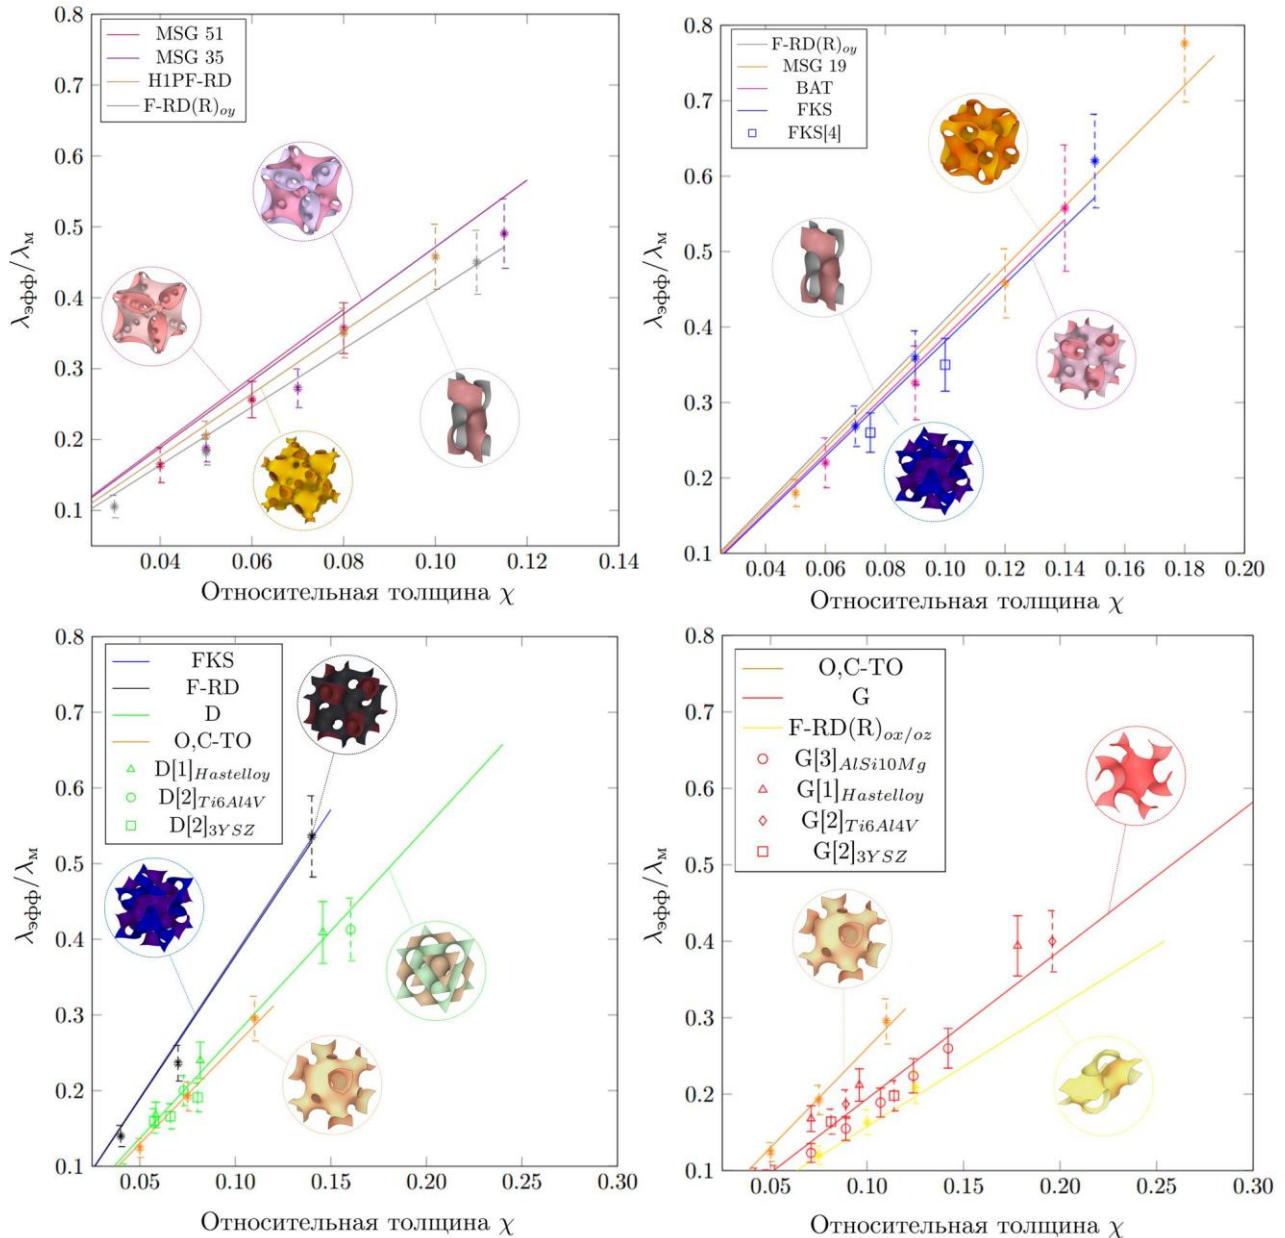 0.8
0.7
0.6
0.5
0.4
0.3
0.2
0.1
λэфф/λм
MSG 51
MSG 35
H1PF-RD
F-RD(R)oy
0.04 0.06 0.08 0.10 0.12 0.14
Относительная толщина χ
0.8
0.7
0.6
0.5
0.4
0.3
0.2
0.1
λэфф/λм
F-RD(R)oy
MSG 19
BAT
FKS
FKS[4]
0.04 0.06 0.08 0.10 0.12 0.14 0.16 0.18 0.20
Относительная толщина χ
0.8
0.7
0.6
0.5
0.4
0.3
0.2
0.1
λэфф/λм
FKS
F-RD
D
O,C-TO
D[1]Hastelloy
D[2]Ti6Al4V
D[2]3YSZ
0.05 0.10 0.15 0.20 0.25 0.30
Относительная толщина χ
0.8
0.7
0.6
0.5
0.4
0.3
0.2
0.1
λэфф/λм
O,C-TO
G
F-RD(R)ox/oz
G[3]AlSi10Mg
G[1]Hastelloy
G[2]Ti6Al4V
G[2]3YSZ
0.05 0.10 0.15 0.20 0.25 0.30
Относительная толщина χ